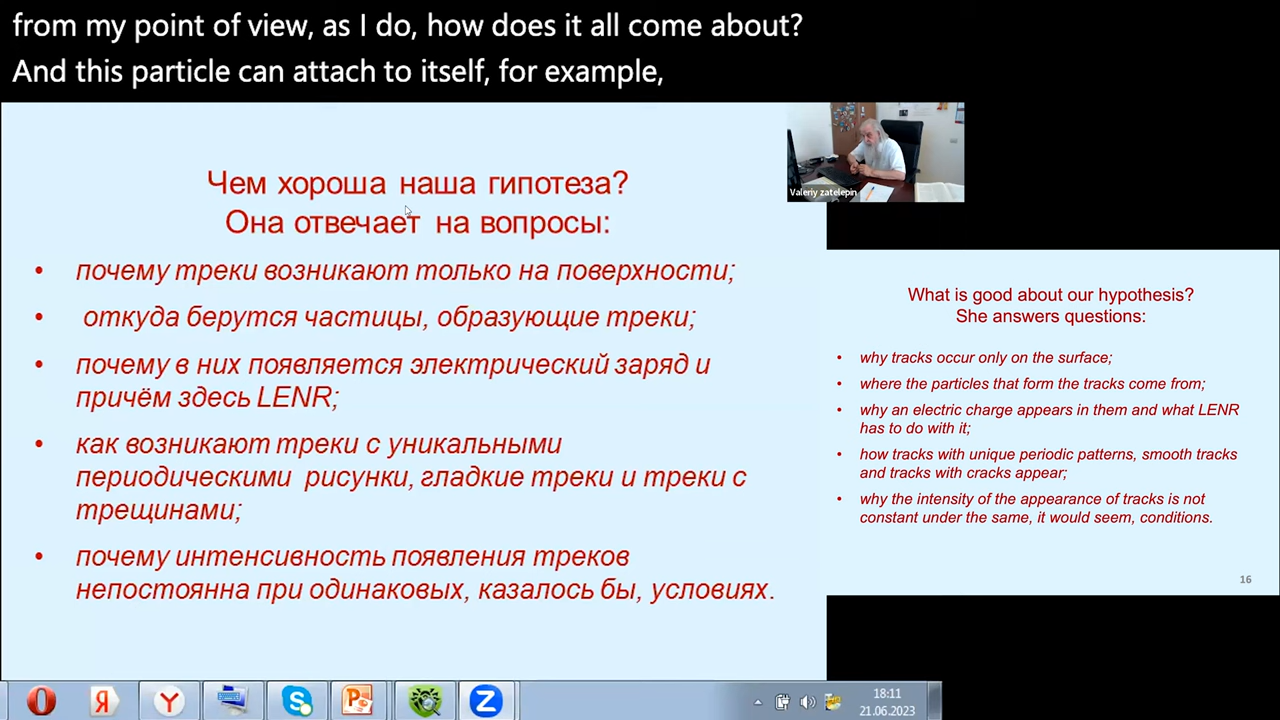 from my point of view, as I do, how does it all come about?
And this particle can attach to itself, for example,
Чем хороша наша гипотеза?
Она отвечает на вопросы:
• почему треки возникают только на поверхности;
• откуда берутся частицы, образующие треки;
• почему в них появляется электрический заряд и
причём здесь LENR;
• как возникают треки с уникальными
периодическими рисунки, гладкие треки и треки с
трещинами;
• почему интенсивность появления треков
непостоянна при одинаковых, казалось бы, условиях.
Valeriy zatelepin
What is good about our hypothesis?
She answers questions:
• why tracks occur only on the surface;
• where the particles that form the tracks come from;
• why an electric charge appears in them and what LENR
has to do with it;
• how tracks with unique periodic patterns, smooth tracks
and tracks with cracks appear;
• why the intensity of the appearance of tracks is not
constant under the same, it would seem, conditions.
16
18:11
21.06.2023